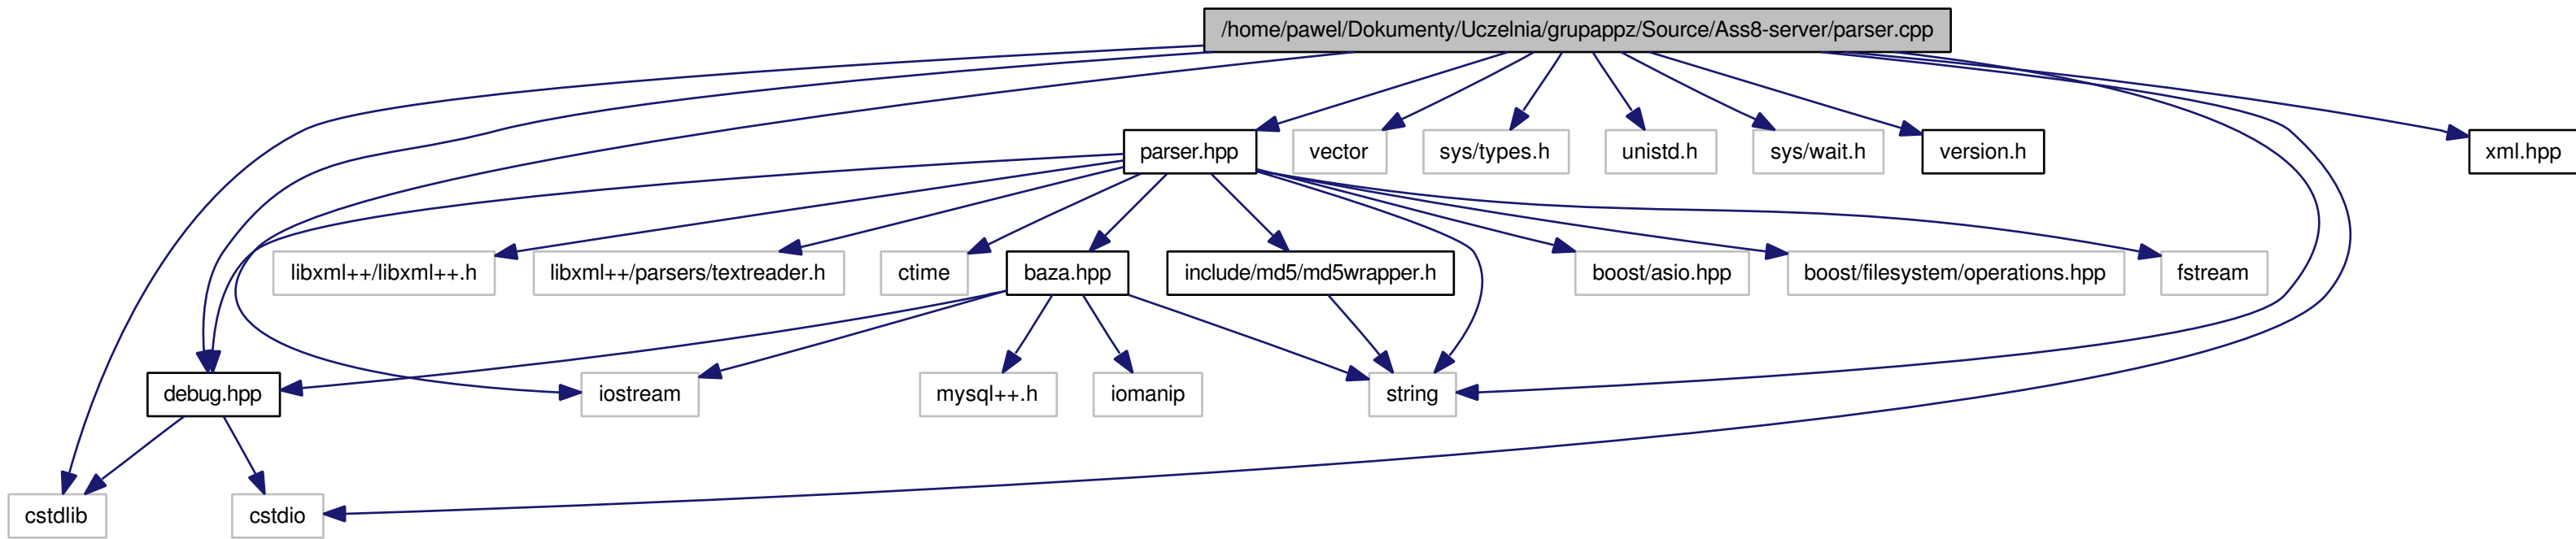 /home/pawel/Dokumenty/Uczelnia/grupappz/Source/Ass8-server/parser.cpp
parser.hpp
vector
sys/types.h
unistd.h
sys/wait.h
version.h
xml.hpp
libxml++/libxml++.h
libxml++/parsers/textreader.h
ctime
baza.hpp
include/md5/md5wrapper.h
boost/asio.hpp
boost/filesystem/operations.hpp
fstream
debug.hpp
iostream
mysql++.h
iomanip
string
cstdlib
cstdio